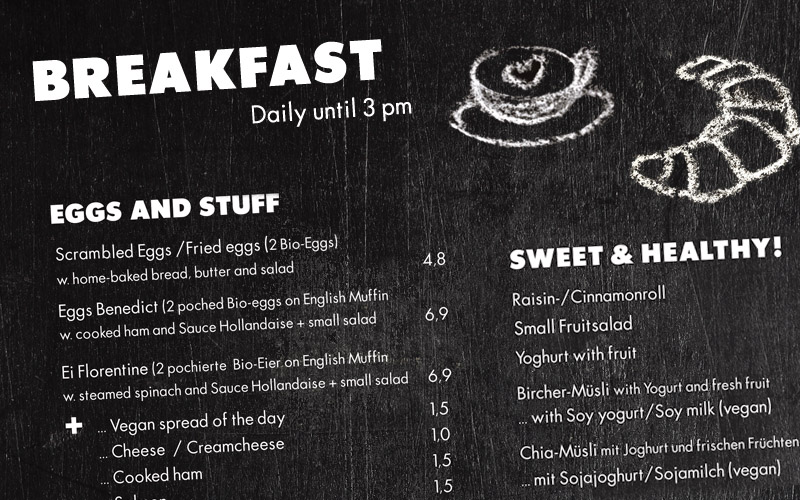 BREAKFAST
Daily until 3 pm
EGGS AND STUFF
Scrambled Eggs /Fried eggs (2 Bio-Eggs)
w. home-baked bread, butter and salad 4,8
Eggs Benedict (2 poched Bio-eggs on English Muffin
w. cooked ham and Sauce Hollandaise + small salad 6,9
Ei Florentine (2 pochierte Bio-Eier on English Muffin
w. steamed spinach and Sauce Hollandaise + small salad 6,9
+ ... Vegan spread of the day 1,5
... Cheese / Creamcheese 1,0
... Cooked ham 1,5
1,5
SWEET & HEALTHY!
Raisin-/Cinnamonroll
Small Fruitsalad
Yoghurt with fruit
Bircher-Müsli with Yogurt and fresh fruit
... with Soy yogurt/Soy milk (vegan)
Chia-Müsli mit Joghurt und frischen Früchten
... mit Sojajoghurt/Sojamilch (vegan)